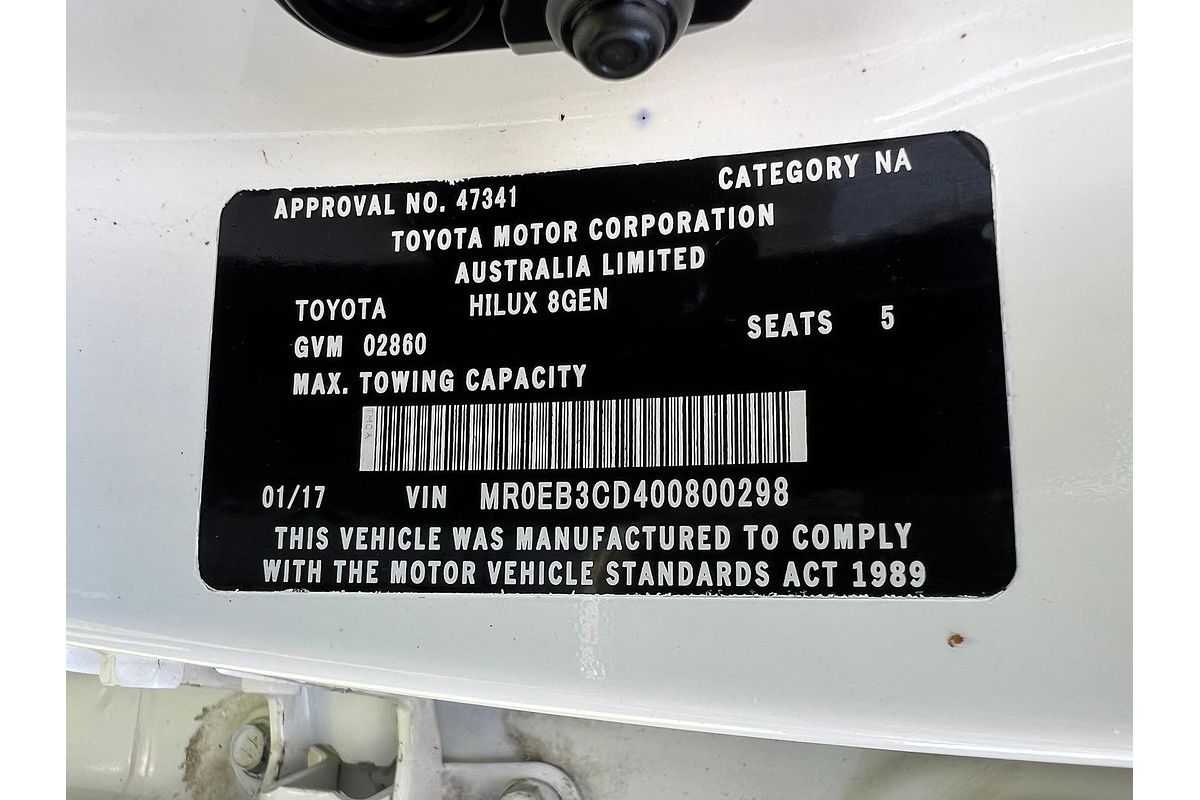 APPROVAL NO. 47341 CATEGORY NA
TOYOTA MOTOR CORPORATION
AUSTRALIA LIMITED
TOYOTA HILUX 8GEN
GVM 02860 SEATS 5
MAX. TOWING CAPACITY
TMCA
01/17 VIN MR0EB3CD400800298
THIS VEHICLE WAS MANUFACTURED TO COMPLY
WITH THE MOTOR VEHICLE STANDARDS ACT 1989